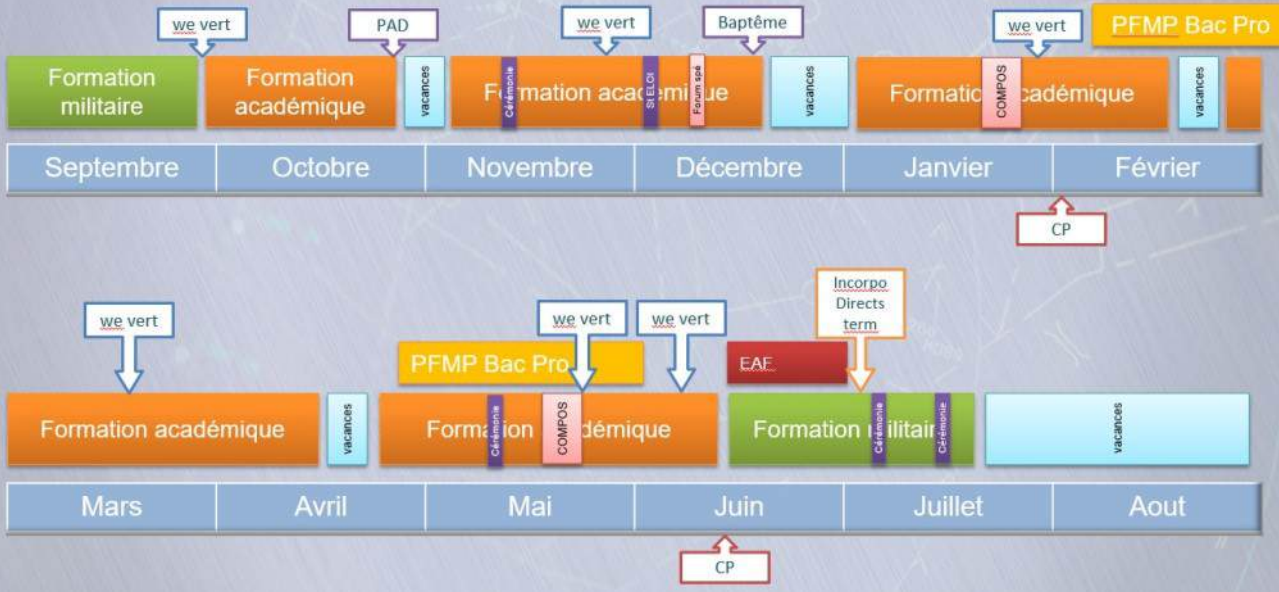 we vert
PAD
we vert
Baptême
we vert
PFMP Bac Pro
Formation
militaire
Formation
académique
vacances
Formation académique
Cérémonie
St ELOI
Forum spé
vacances
Formation académique
COMPOS
vacances
Septembre
Octobre
Novembre
Décembre
Janvier
Février
CP
we vert
we vert
we vert
Incorpo
Directs
term
PFMP Bac Pro
EAF
Formation académique
vacances
Formation académique
Cérémonie
COMPOS
Formation militaire
Cérémonie
Cérémonie
vacances
Mars
Avril
Mai
Juin
Juillet
Aout
CP